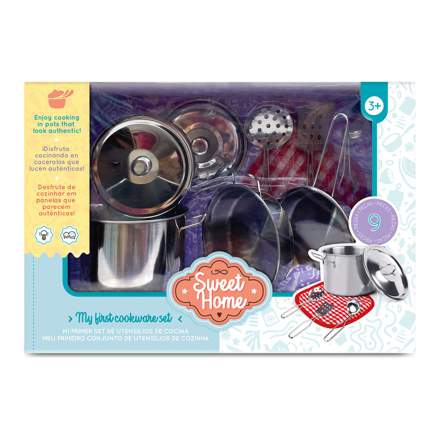 Enjoy cooking
in pots that
look authentic!
¡Disfruta
cocinando en
cacerolas que
lucen auténticas!
Desfrute de
cozinhar em
panelas que
parecem
autênticas!
3+
9
Sweet
Home
My first cookware set
MI PRIMER SET DE UTENSILIOS DE COCINA
MEU PRIMEIRO CONJUNTO DE UTENSÍLIOS DE COZINHA